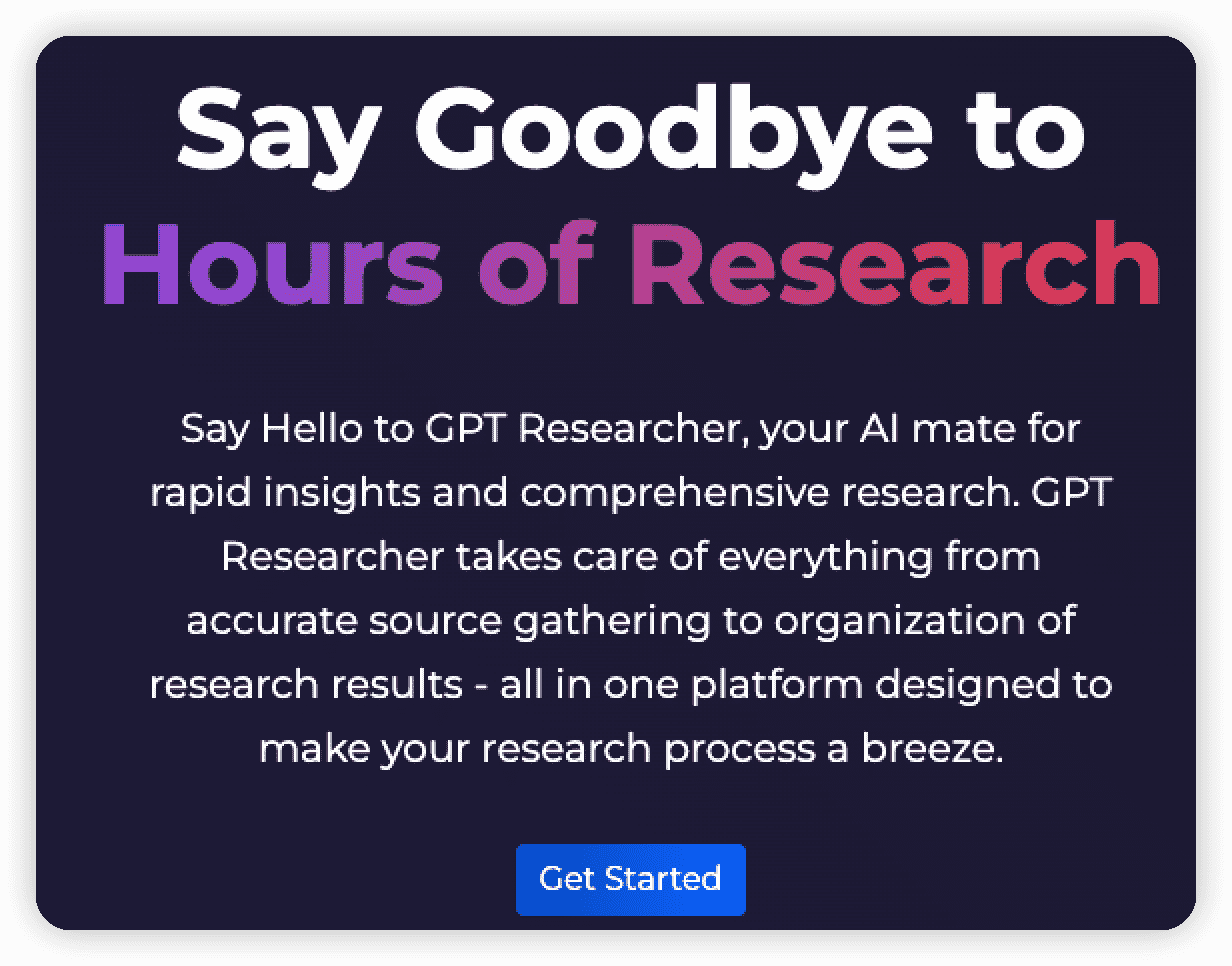 Say Goodbye to
Hours of Research
Say Hello to GPT Researcher, your AI mate for
rapid insights and comprehensive research. GPT
Researcher takes care of everything from
accurate source gathering to organization of
research results - all in one platform designed to
make your research process a breeze.
Get Started